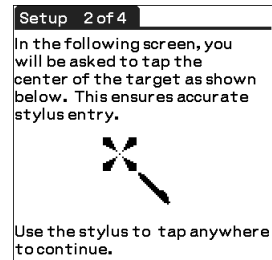 Setup 2 of 4
In the following screen, you
will be asked to tap the
center of the target as shown
below. This ensures accurate
stylus entry.
Use the stylus to tap anywhere
to continue.